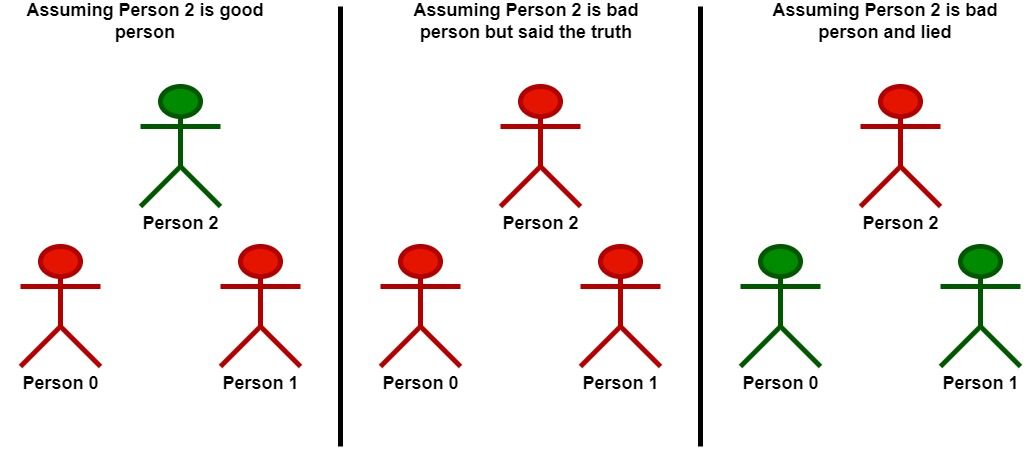 Assuming Person 2 is good
person
Person 2
Person 0
Person 1
Assuming Person 2 is bad
person but said the truth
Person 2
Person 0
Person 1
Assuming Person 2 is bad
person and lied
Person 2
Person 0
Person 1